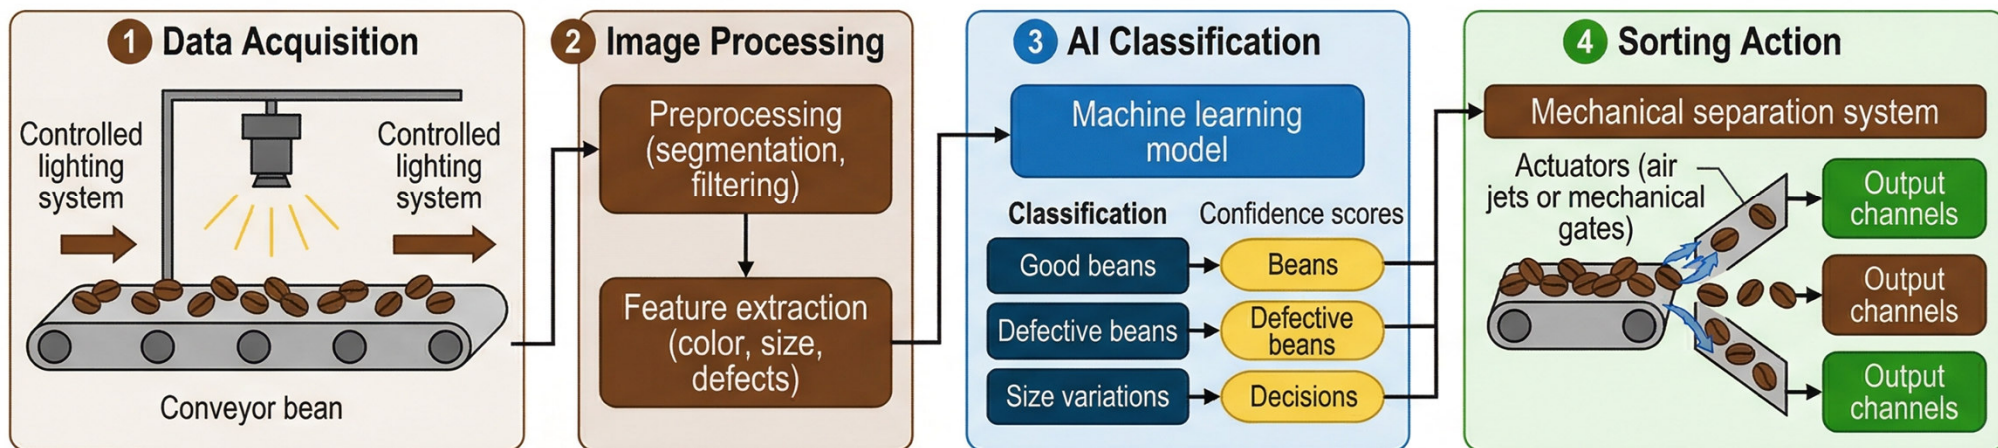 1 Data Acquisition
Controlled
lighting
system
Controlled
lighting
system
Conveyor bean
2 Image Processing
Preprocessing
(segmentation,
filtering)
Feature extraction
(color, size,
defects)
3 AI Classification
Machine learning
model
Classification
Confidence scores
Good beans
Beans
Defective beans
Defective
beans
Size variations
Decisions
4 Sorting Action
Mechanical separation system
Actuators (air
jets or mechanical
gates)
Output
channels
Output
channels
Output
channels